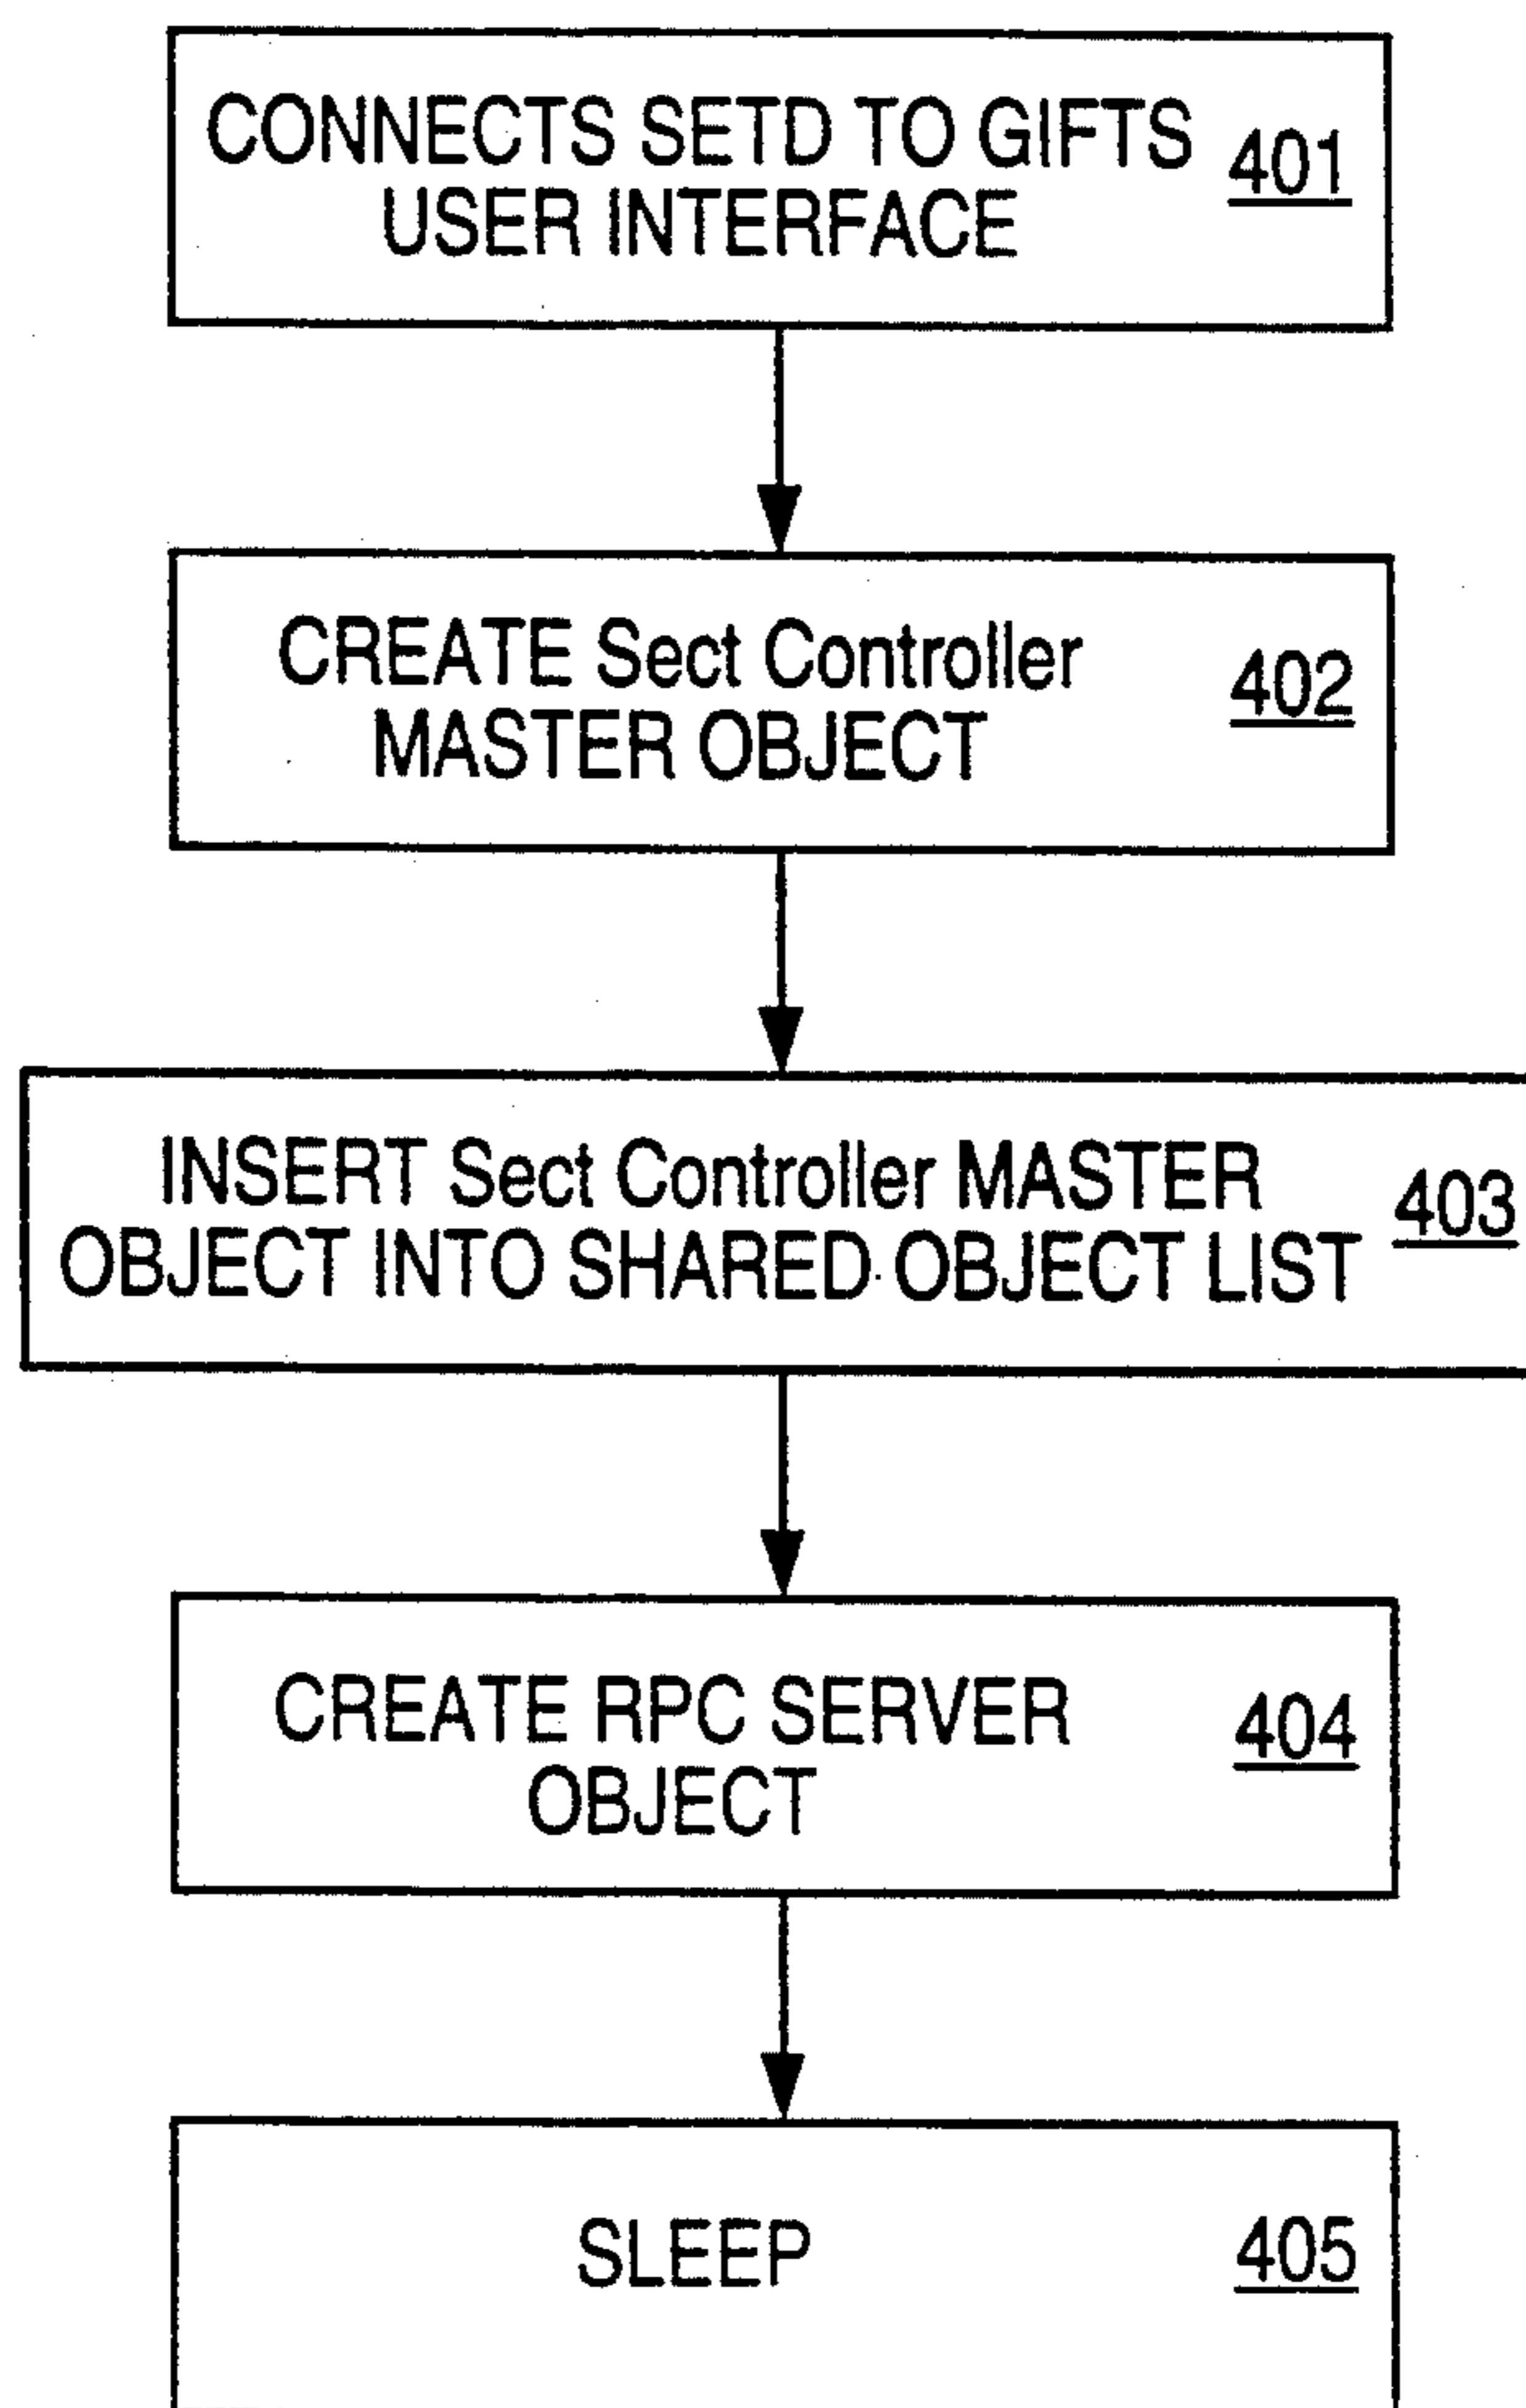 CONNECTS SETD TO GIFTS
USER INTERFACE
401
CREATE Sect Controller
MASTER OBJECT
402
INSERT Sect Controller MASTER
OBJECT INTO SHARED OBJECT LIST
403
CREATE RPC SERVER
OBJECT
404
SLEEP
405